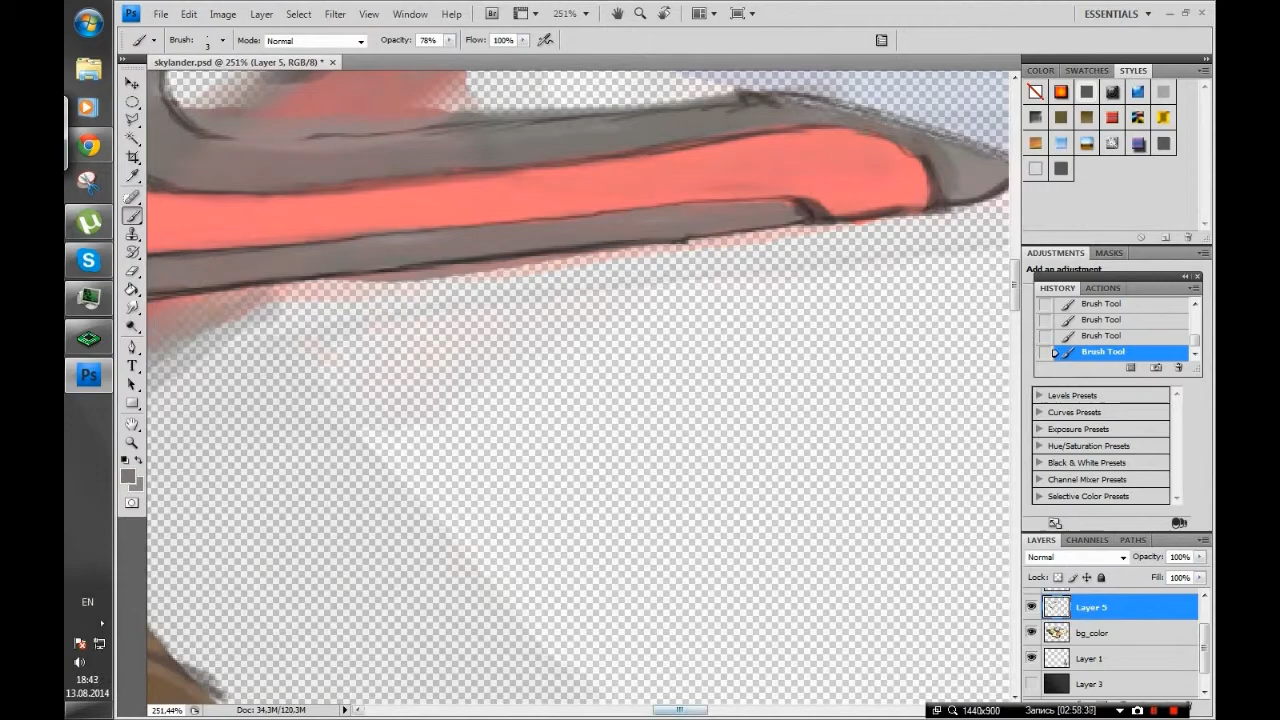 Ps File Edit Image Layer Select Filter Analysis View Window Help Br 251% ESSENTIALS
Brush: 3 Mode: Normal Opacity: 78% Flow: 100%
skylander.psd @ 251% (Layer 5, RGB/8) *
COLOR SWATCHES STYLES
ADJUSTMENTS MASKS
Add an adjustment
HISTORY ACTIONS
Brush Tool
Brush Tool
Brush Tool
Brush Tool
Levels Presets
Curves Presets
Exposure Presets
Hue/Saturation Presets
Black & White Presets
Channel Mixer Presets
Selective Color Presets
LAYERS CHANNELS PATHS
Normal Opacity: 100%
Lock: Fill: 100%
Layer 5
bg_color
Layer 1
Layer 3
EN
18:43
13.08.2014
251.44% Doc: 34,3M/120,3M
1440x900 Запись [02:58:38]